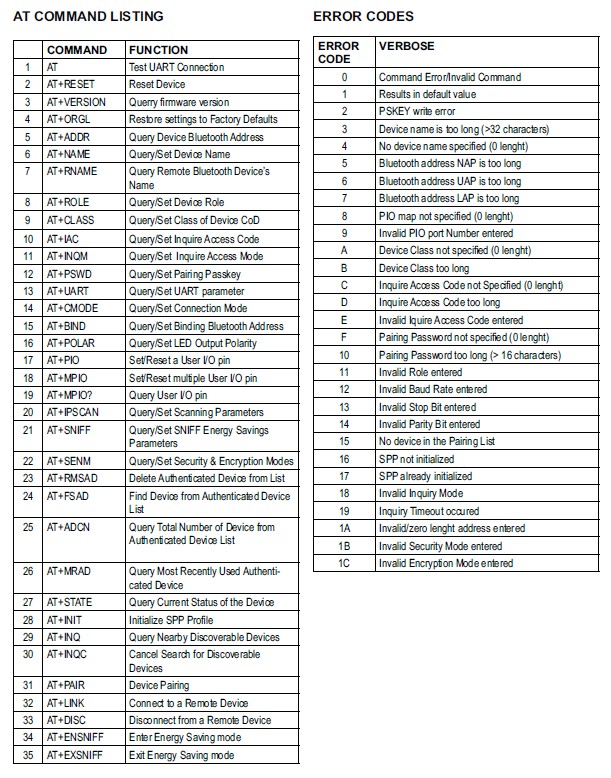 AT COMMAND LISTING
COMMAND FUNCTION
1 AT Test UART Connection
2 AT+RESET Reset Device
3 AT+VERSION Querry firmware version
4 AT+ORGL Restore settings to Factory Defaults
5 AT+ADDR Query Device Bluetooth Address
6 AT+NAME Query/Set Device Name
7 AT+RNAME Query Remote Bluetooth Device's
Name
8 AT+ROLE Query/Set Device Role
9 AT+CLASS Query/Set Class of Device CoD
10 AT+IAC Query/Set Inquire Access Code
11 AT+INQM Query/Set Inquire Access Mode
12 AT+PSWD Query/Set Pairing Passkey
13 AT+UART Query/Set UART parameter
14 AT+CMODE Query/Set Connection Mode
15 AT+BIND Query/Set Binding Bluetooth Address
16 AT+POLAR Query/Set LED Output Polarity
17 AT+PIO Set/Reset a User I/O pin
18 AT+MPIO Set/Reset multiple User I/O pin
19 AT+MPIO? Query User I/O pin
20 AT+IPSCAN Query/Set Scanning Parameters
21 AT+SNIFF Query/Set SNIFF Energy Savings
Parameters
22 AT+SENM Query/Set Security & Encryption Modes
23 AT+RMSAD Delete Authenticated Device from List
24 AT+FSAD Find Device from Authenticated Device
List
25 AT+ADCN Query Total Number of Device from
Authenticated Device List
26 AT+MRAD Query Most Recently Used Authenti-
cated Device
27 AT+STATE Query Current Status of the Device
28 AT+INIT Initialize SPP Profile
29 AT+INQ Query Nearby Discoverable Devices
30 AT+INQC Cancel Search for Discoverable
Devices
31 AT+PAIR Device Pairing
32 AT+LINK Connect to a Remote Device
33 AT+DISC Disconnect from a Remote Device
34 AT+ENSNIFF Enter Energy Saving mode
35 AT+EXSNIFF Exit Energy Saving mode
ERROR CODES
ERROR VERBOSE
CODE
0 Command Error/Invalid Command
1 Results in default value
2 PSKEY write error
3 Device name is too long (>32 characters)
4 No device name specified (0 lenght)
5 Bluetooth address NAP is too long
6 Bluetooth address UAP is too long
7 Bluetooth address LAP is too long
8 PIO map not specified (0 lenght)
9 Invalid PIO port Number entered
A Device Class not specified (0 lenght)
B Device Class too long
C Inquire Access Code not Specified (0 lenght)
D Inquire Access Code too long
E Invalid Iquire Access Code entered
F Pairing Password not specified (0 lenght)
10 Pairing Password too long (> 16 characters)
11 Invalid Role entered
12 Invalid Baud Rate entered
13 Invalid Stop Bit entered
14 Invalid Parity Bit entered
15 No device in the Pairing List
16 SPP not initialized
17 SPP already initialized
18 Invalid Inquiry Mode
19 Inquiry Timeout occured
1A Invalid/zero lenght address entered
1B Invalid Security Mode entered
1C Invalid Encryption Mode entered